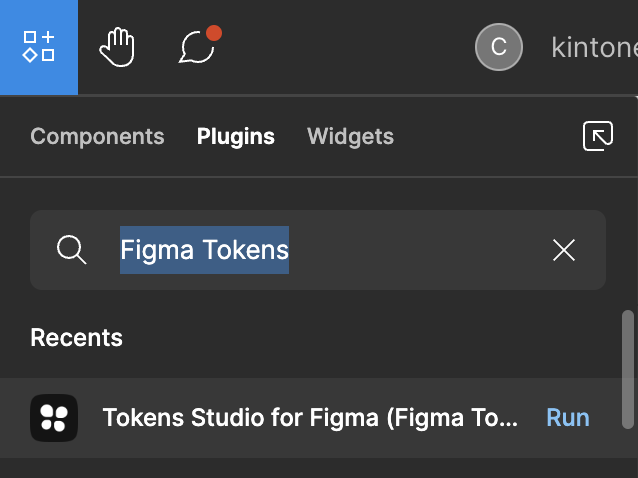 C kintone
Components Plugins Widgets
Figma Tokens
Recents
Tokens Studio for Figma (Figma To... Run